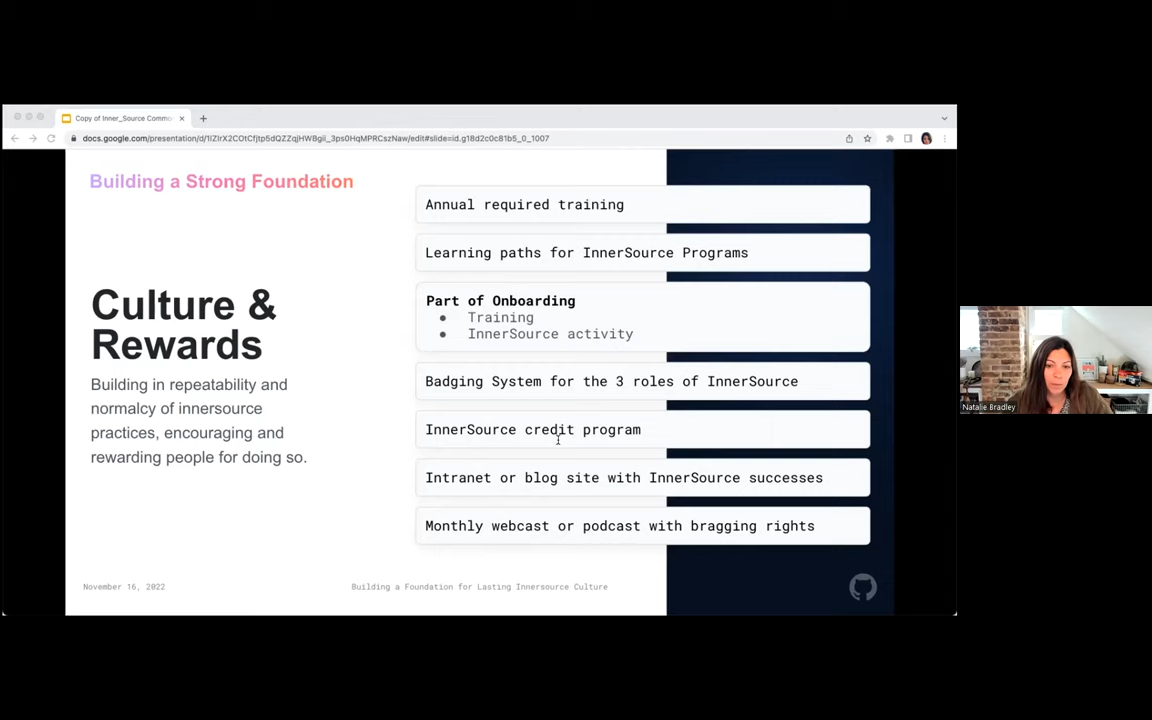 Copy of Inner_Source Commo
docs.google.com/presentation/d/1IZIrX2COtCfjtp5dQZZqjHWBgii_3ps0HqMPRCszNaw/edit#slide=id.g18d2c0c81b5_0_1007
Building a Strong Foundation
Culture &
Rewards
Building in repeatability and
normalcy of innersource
practices, encouraging and
rewarding people for doing so.
Annual required training
Learning paths for InnerSource Programs
Part of Onboarding
● Training
● InnerSource activity
Badging System for the 3 roles of InnerSource
InnerSource credit program
Intranet or blog site with InnerSource successes
Monthly webcast or podcast with bragging rights
November 16, 2022
Building a Foundation for Lasting Innersource Culture
Natalie Bradley